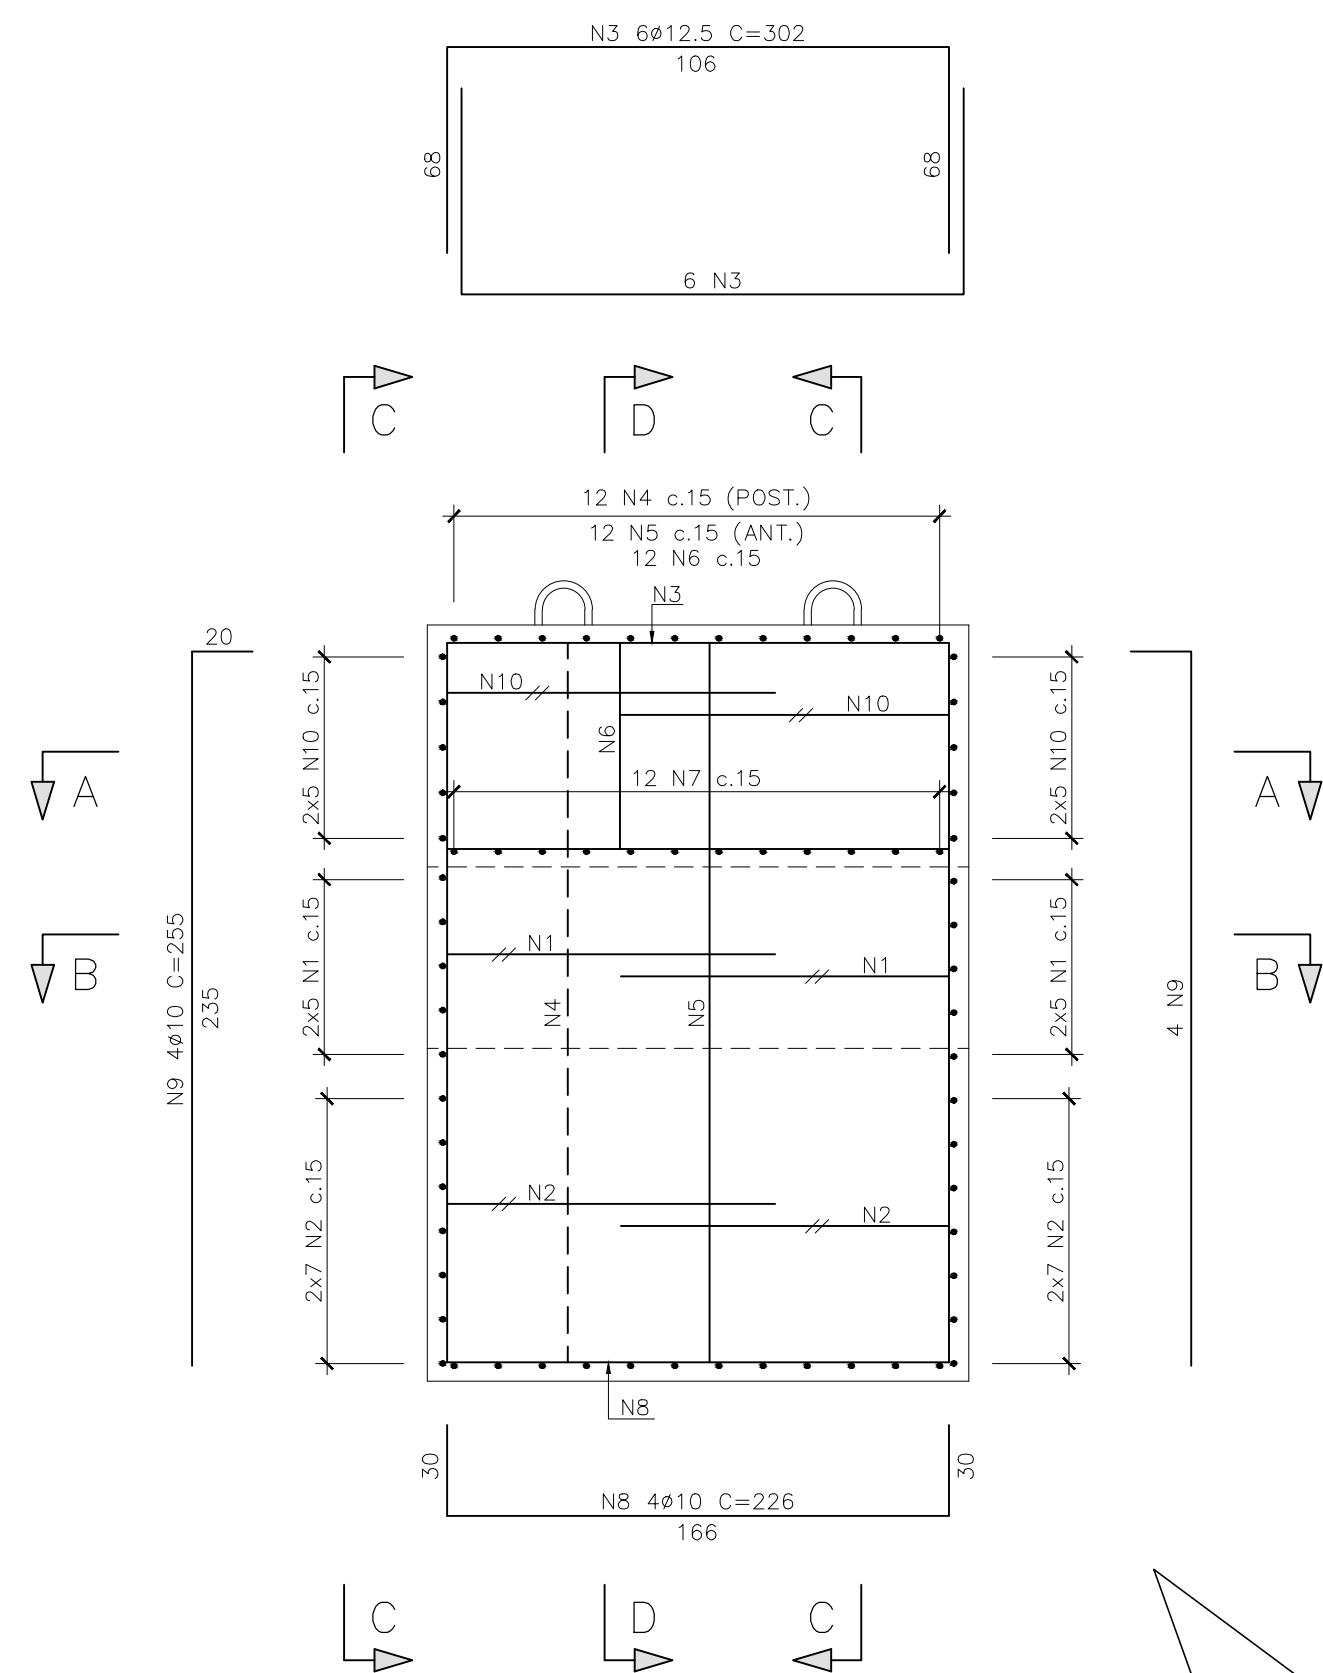 N3 6ø12.5 C=302
106
68
68
6 N3
C
D
C
12 N4 c.15 (POST.)
12 N5 c.15 (ANT.)
12 N6 c.15
N3
20
2x5 N10 c.15
N10
N10
N6
2x5 N10 c.15
A
12 N7 c.15
A
2x5 N1 c.15
N1
N1
2x5 N1 c.15
B
B
N9 4ø10 C=255
235
N4
N5
4 N9
2x7 N2 c.15
N2
N2
2x7 N2 c.15
N8
30
30
N8 4ø10 C=226
166
C
D
C